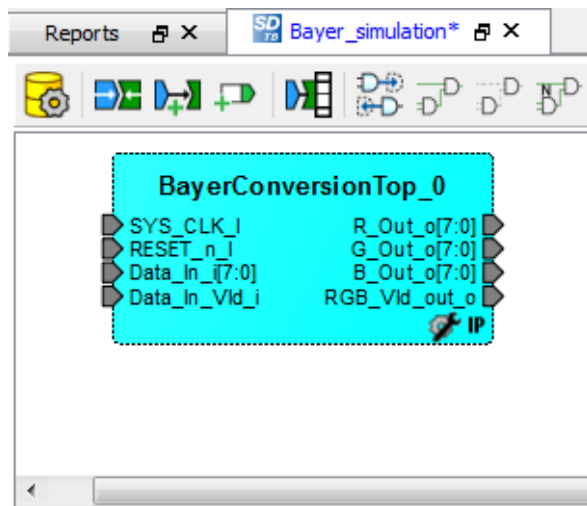 Reports
SD
TB
Bayer_simulation*
N
BayerConversionTop_0
SYS_CLK_I R_Out_o[7:0]
RESET_n_I G_Out_o[7:0]
Data_In_i[7:0] B_Out_o[7:0]
Data_In_Vld_i RGB_Vld_out_o
IP